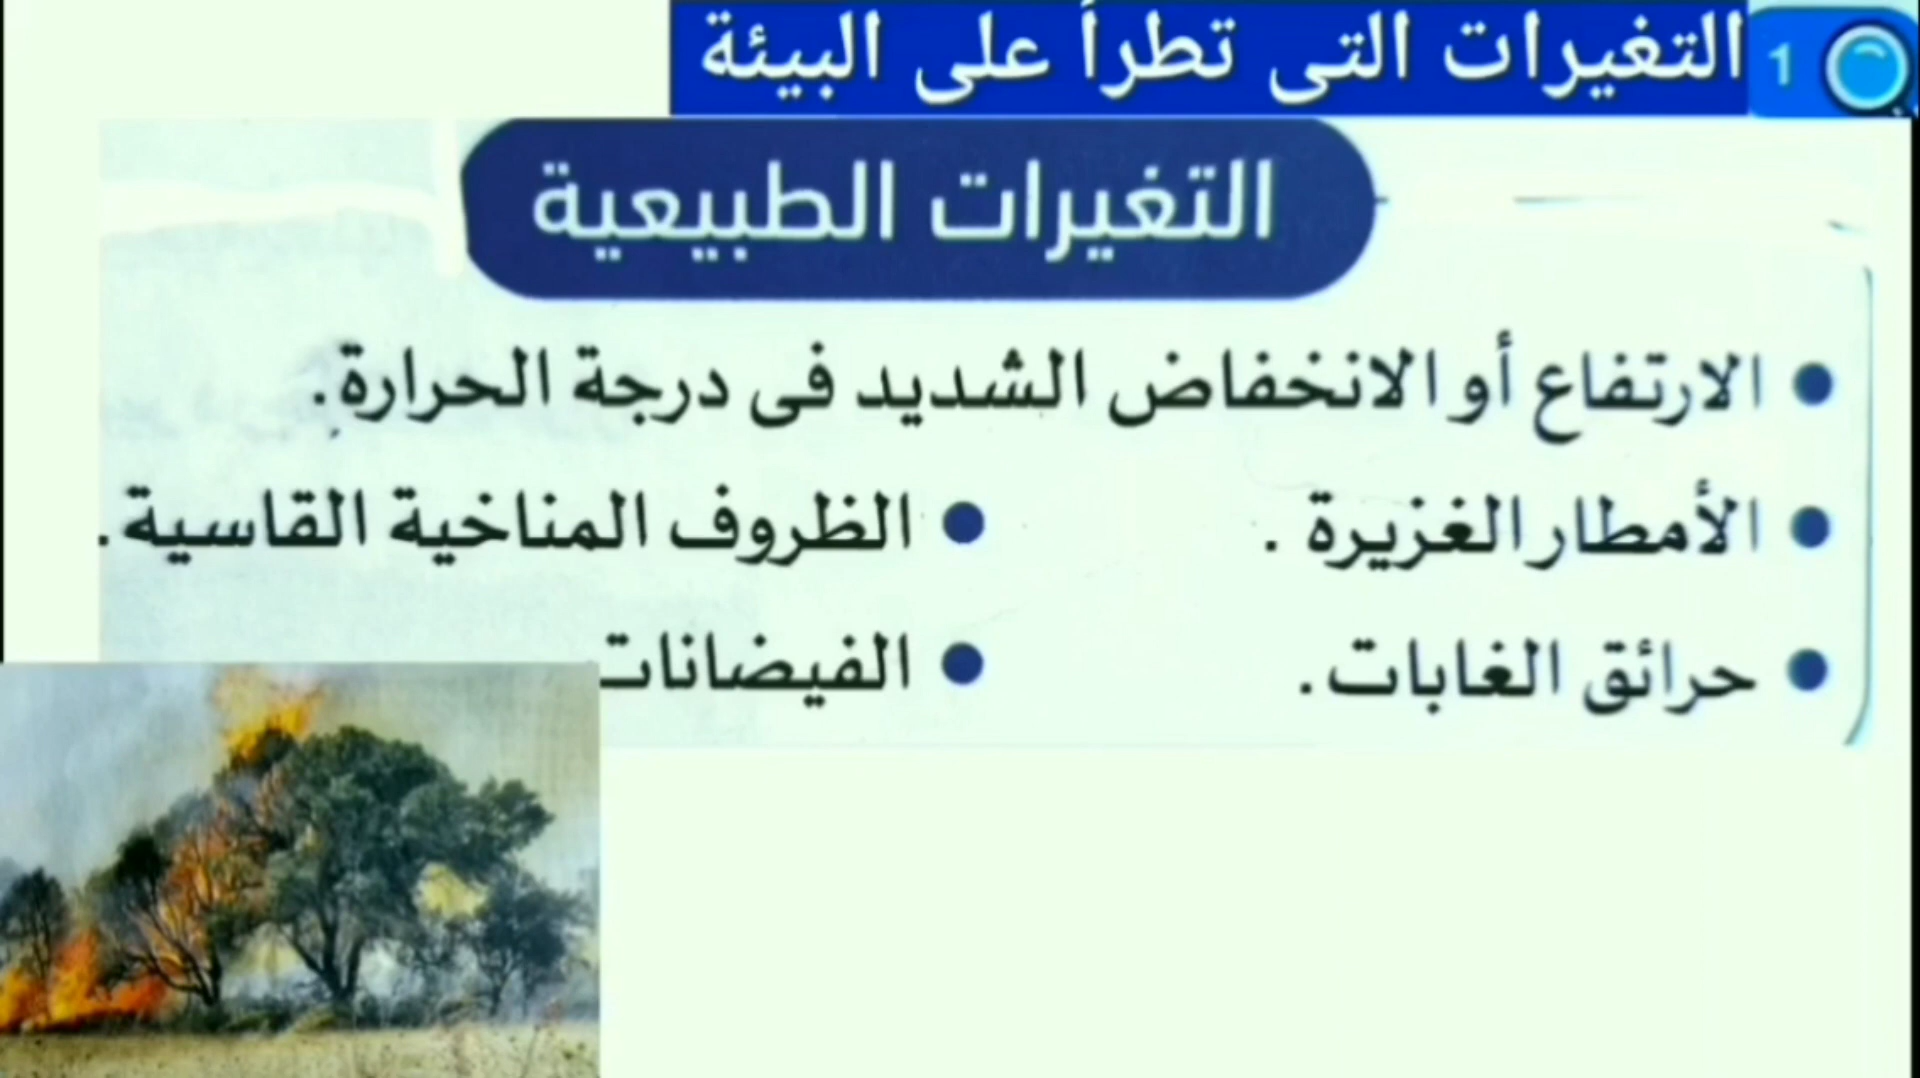 1 التغيرات التى تطرأ على البيئة
التغيرات الطبيعية
• الارتفاع أو الانخفاض الشديد فى درجة الحرارة.
• الأمطار الغزيرة . • الظروف المناخية القاسية.
• حرائق الغابات. • الفيضانات